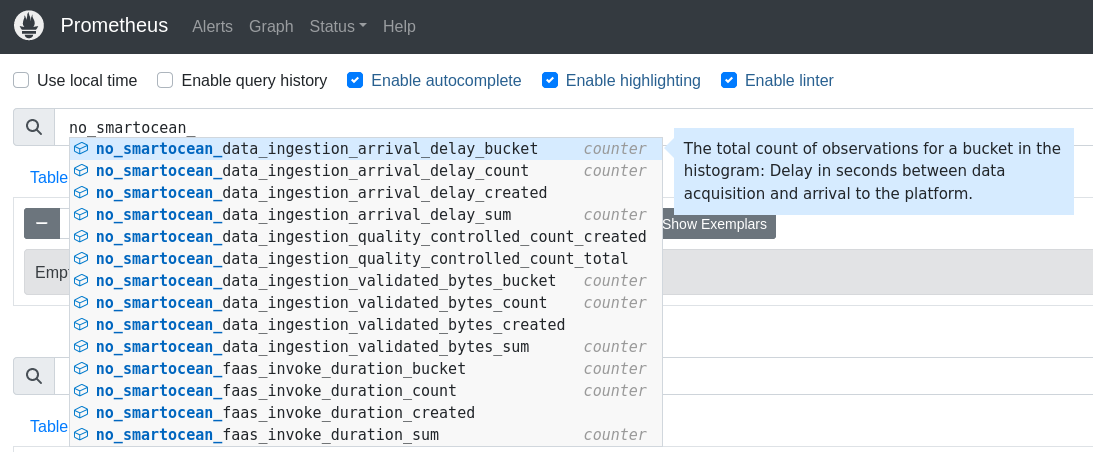 Prometheus Alerts Graph Status Help
Use local time Enable query history Enable autocomplete Enable highlighting Enable linter
no_smartocean_
no_smartocean_data_ingestion_arrival_delay_bucket counter
no_smartocean_data_ingestion_arrival_delay_count counter
no_smartocean_data_ingestion_arrival_delay_created
no_smartocean_data_ingestion_arrival_delay_sum counter
no_smartocean_data_ingestion_quality_controlled_count_created
no_smartocean_data_ingestion_quality_controlled_count_total
no_smartocean_data_ingestion_validated_bytes_bucket counter
no_smartocean_data_ingestion_validated_bytes_count counter
no_smartocean_data_ingestion_validated_bytes_created
no_smartocean_data_ingestion_validated_bytes_sum counter
no_smartocean_faas_invoke_duration_bucket counter
no_smartocean_faas_invoke_duration_count counter
no_smartocean_faas_invoke_duration_created
no_smartocean_faas_invoke_duration_sum counter
The total count of observations for a bucket in the
histogram: Delay in seconds between data
acquisition and arrival to the platform.
Table
Show Exemplars
Table